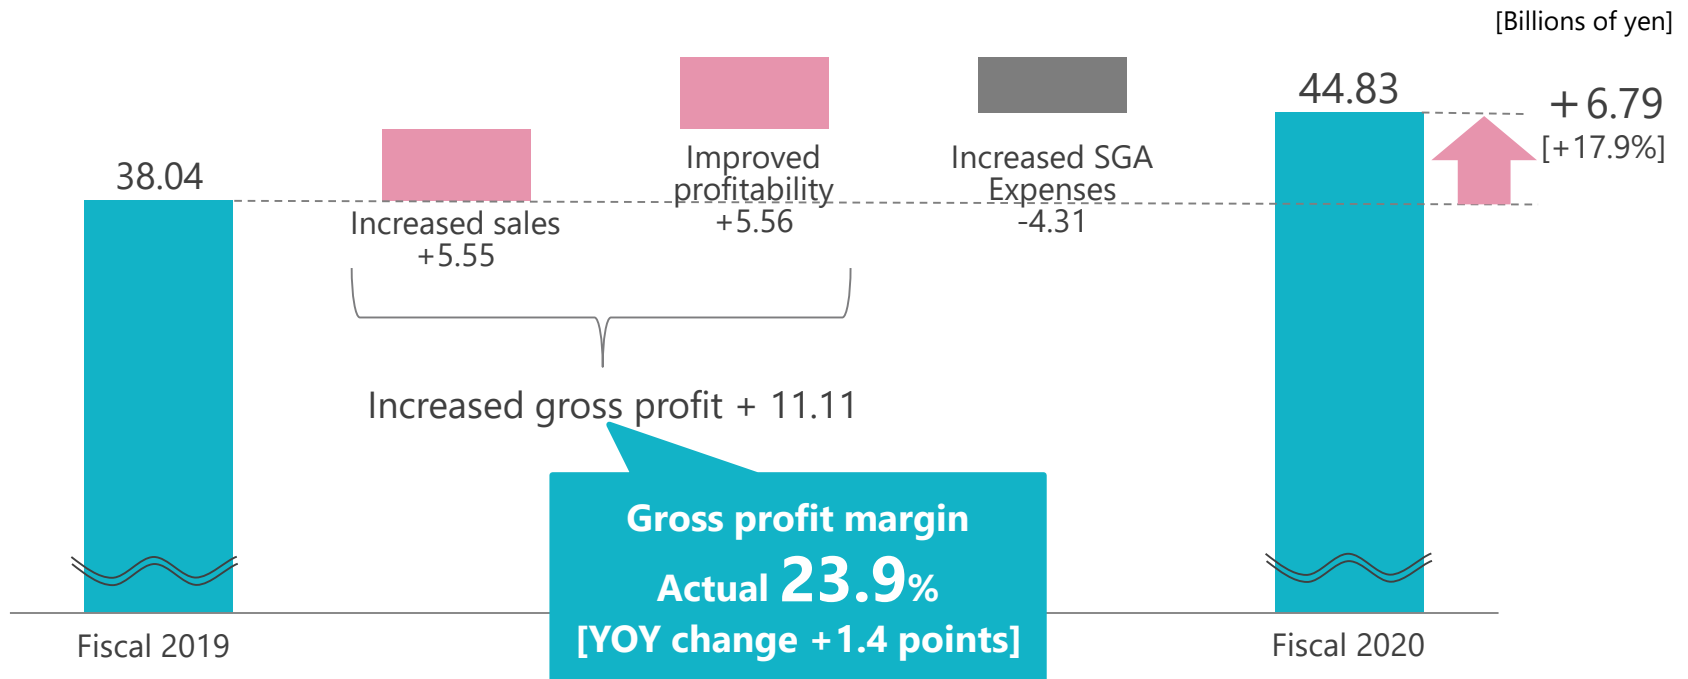 [Billions of yen]
38.04
Increased sales
+5.55
Improved
profitability
+5.56
Increased SGA
Expenses
-4.31
44.83
＋6.79
[+17.9%]
Increased gross profit + 11.11
Gross profit margin
Actual 23.9%
[YOY change +1.4 points]
Fiscal 2019
Fiscal 2020